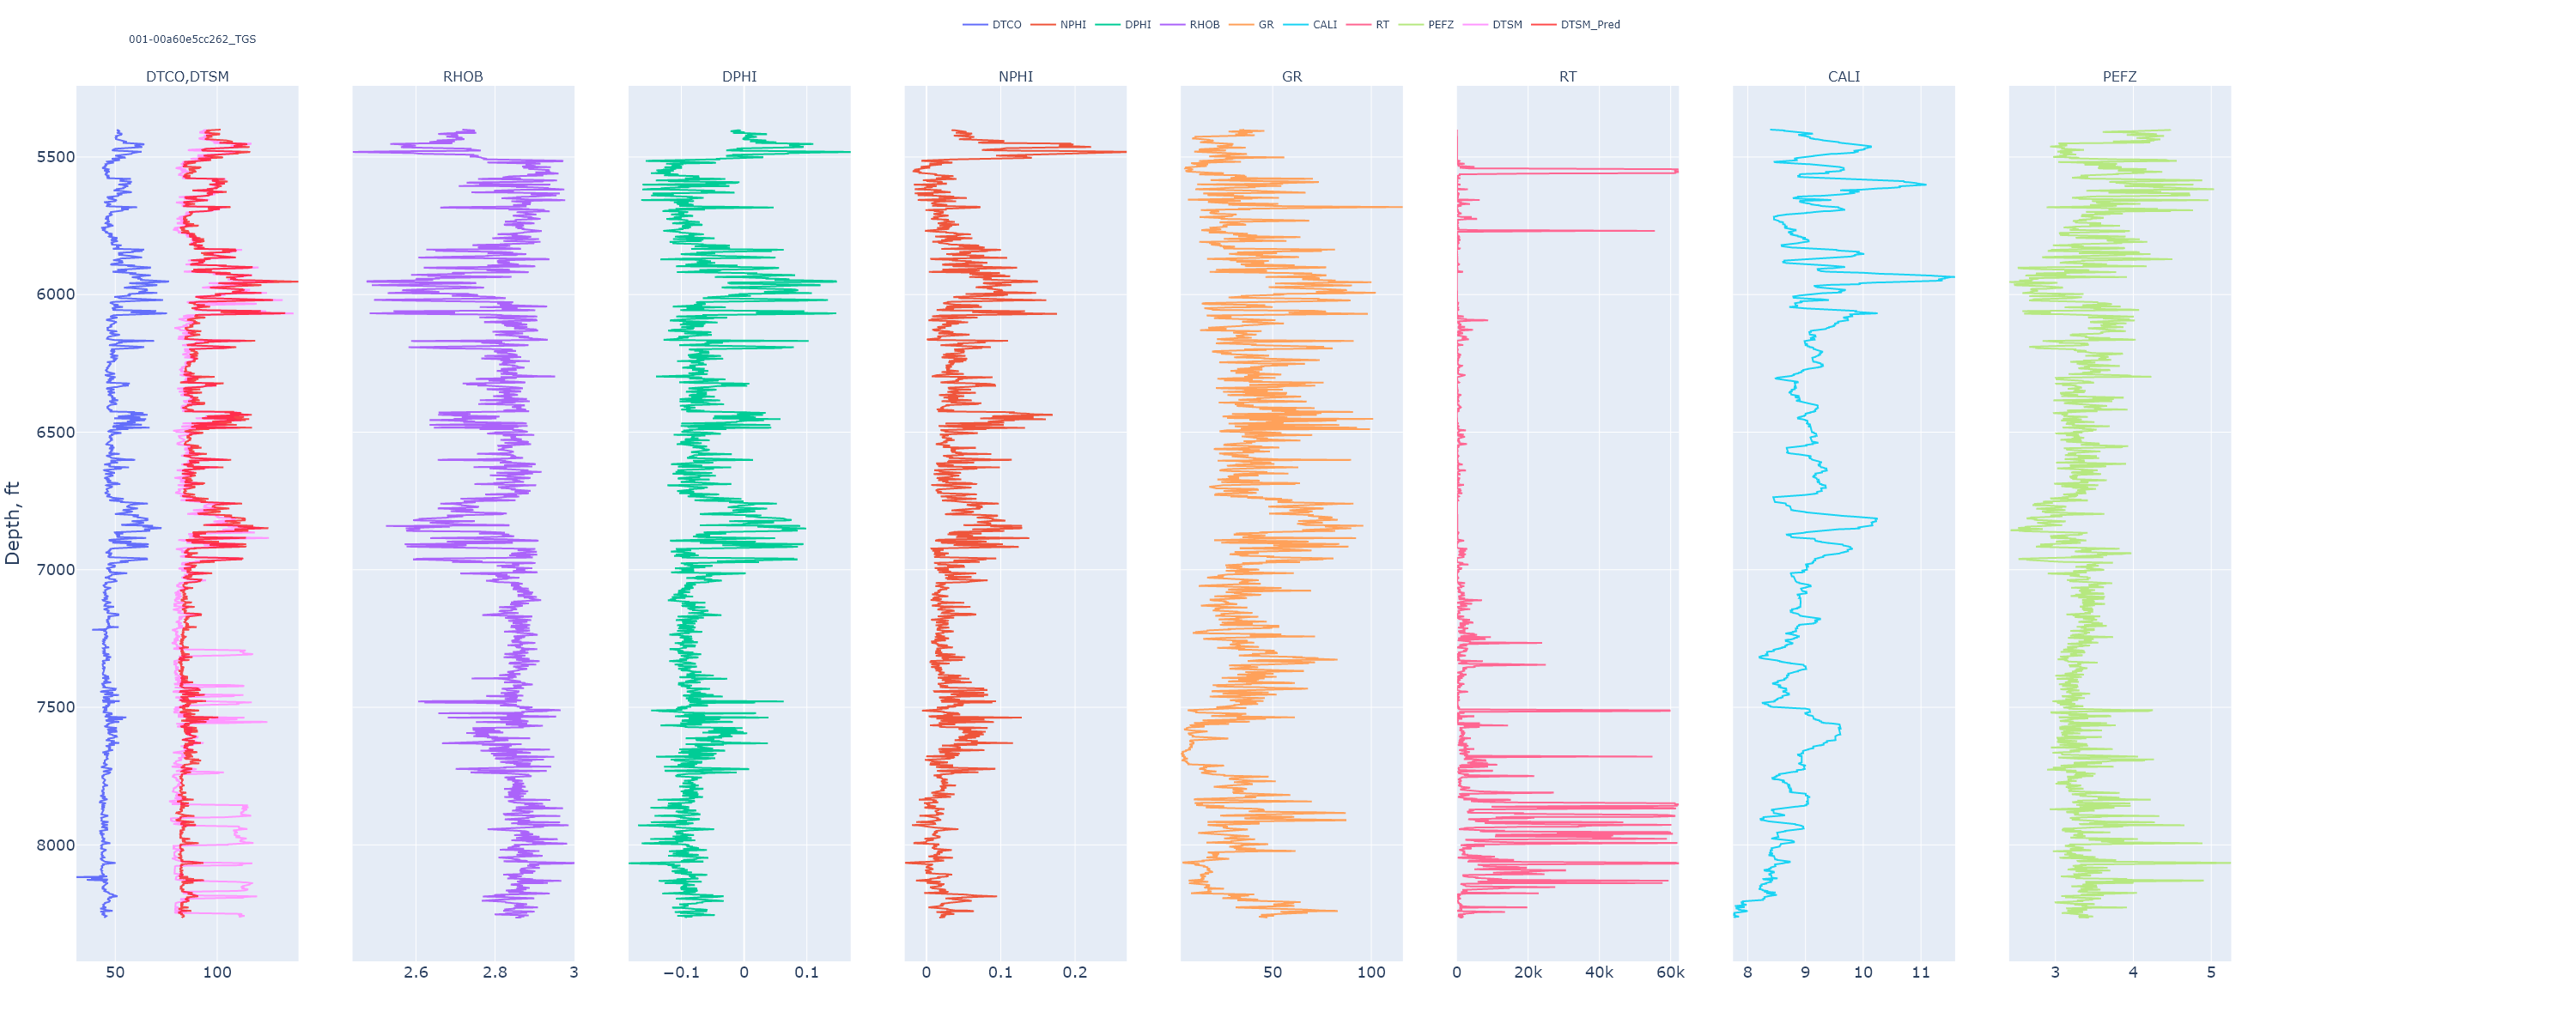 DTCO NPHI DPHI RHOB GR CALI RT PEFZ DTSM DTSM_Pred
001-00a60e5cc262_TGS
DTCO,DTSM RHOB DPHI NPHI GR RT CALI PEFZ
5500
6000
6500
7000
7500
8000
Depth, ft
50 100 2.6 2.8 3 −0.1 0 0.1 0 0.1 0.2 50 100 0 20k 40k 60k 8 9 10 11 3 4 5